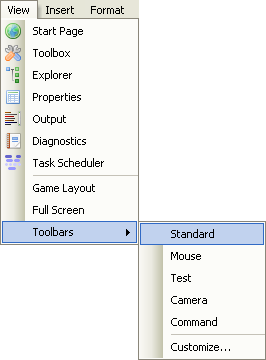 View Insert Format
Start Page
Toolbox
Explorer
Properties
Output
Diagnostics
Task Scheduler
Game Layout
Full Screen
Toolbars
Standard
Mouse
Test
Camera
Command
Customize...